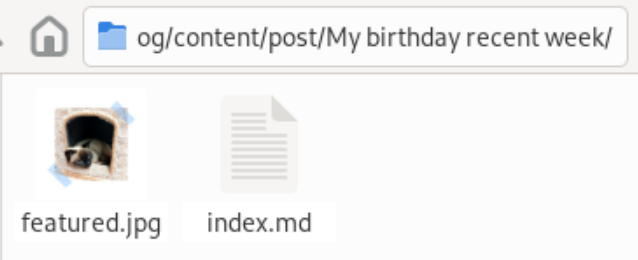 og/content/post/My birthday recent week/
featured.jpg
index.md